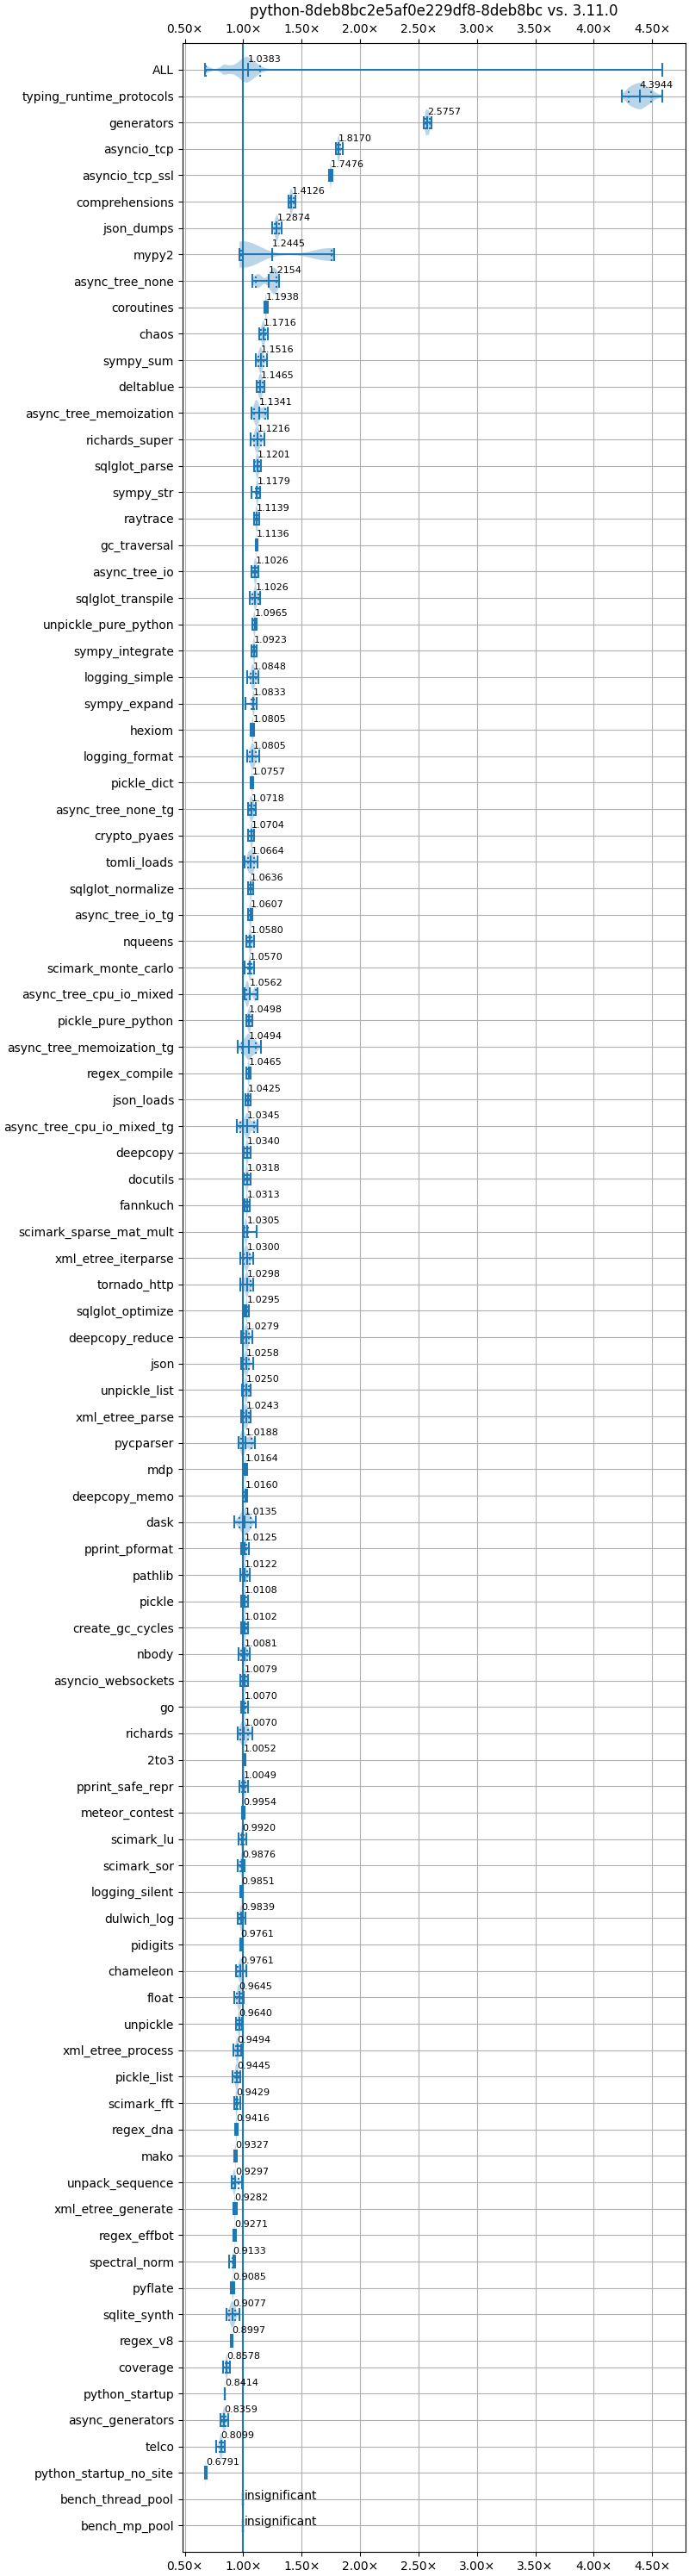 python-8deb8bc2e5af0e229df8-8deb8bc vs. 3.11.0
0.50× 1.00× 1.50× 2.00× 2.50× 3.00× 3.50× 4.00× 4.50×
ALL 1.0383
typing_runtime_protocols 4.3944
generators 2.5757
asyncio_tcp 1.8170
asyncio_tcp_ssl 1.7476
comprehensions 1.4126
json_dumps 1.2874
mypy2 1.2445
async_tree_none 1.2154
coroutines 1.1938
chaos 1.1716
sympy_sum 1.1516
deltablue 1.1465
async_tree_memoization 1.1341
richards_super 1.1216
sqlglot_parse 1.1201
sympy_str 1.1179
raytrace 1.1139
gc_traversal 1.1136
async_tree_io 1.1026
sqlglot_transpile 1.1026
unpickle_pure_python 1.0965
sympy_integrate 1.0923
logging_simple 1.0848
sympy_expand 1.0833
hexiom 1.0805
logging_format 1.0805
pickle_dict 1.0757
async_tree_none_tg 1.0718
crypto_pyaes 1.0704
tomli_loads 1.0664
sqlglot_normalize 1.0636
async_tree_io_tg 1.0607
nqueens 1.0580
scimark_monte_carlo 1.0570
async_tree_cpu_io_mixed 1.0562
pickle_pure_python 1.0498
async_tree_memoization_tg 1.0494
regex_compile 1.0465
json_loads 1.0425
async_tree_cpu_io_mixed_tg 1.0345
deepcopy 1.0340
docutils 1.0318
fannkuch 1.0313
scimark_sparse_mat_mult 1.0305
xml_etree_iterparse 1.0300
tornado_http 1.0298
sqlglot_optimize 1.0295
deepcopy_reduce 1.0279
json 1.0258
unpickle_list 1.0250
xml_etree_parse 1.0243
pycparser 1.0188
mdp 1.0164
deepcopy_memo 1.0160
dask 1.0135
pprint_pformat 1.0125
pathlib 1.0122
pickle 1.0108
create_gc_cycles 1.0102
nbody 1.0081
asyncio_websockets 1.0079
go 1.0070
richards 1.0070
2to3 1.0052
pprint_safe_repr 1.0049
meteor_contest 0.9954
scimark_lu 0.9920
scimark_sor 0.9876
logging_silent 0.9851
dulwich_log 0.9839
pidigits 0.9761
chameleon 0.9761
float 0.9645
unpickle 0.9640
xml_etree_process 0.9494
pickle_list 0.9445
scimark_fft 0.9429
regex_dna 0.9416
mako 0.9327
unpack_sequence 0.9297
xml_etree_generate 0.9282
regex_effbot 0.9271
spectral_norm 0.9133
pyflate 0.9085
sqlite_synth 0.9077
regex_v8 0.8997
coverage 0.8578
python_startup 0.8414
async_generators 0.8359
telco 0.8099
python_startup_no_site 0.6791
bench_thread_pool insignificant
bench_mp_pool insignificant
0.50× 1.00× 1.50× 2.00× 2.50× 3.00× 3.50× 4.00× 4.50×